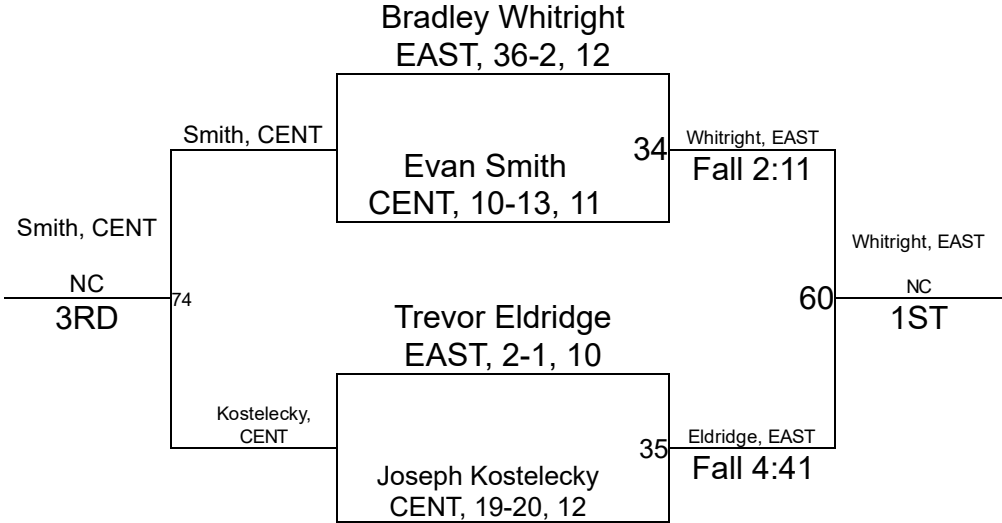 Bradley Whitright
EAST, 36-2, 12
Smith, CENT
Evan Smith
CENT, 10-13, 11
34
Whitright, EAST
Fall 2:11
Smith, CENT
NC
3RD
74
Whitright, EAST
60
NC
1ST
Trevor Eldridge
EAST, 2-1, 10
Kostelecky,
CENT
Joseph Kostelecky
CENT, 19-20, 12
35
Eldridge, EAST
Fall 4:41